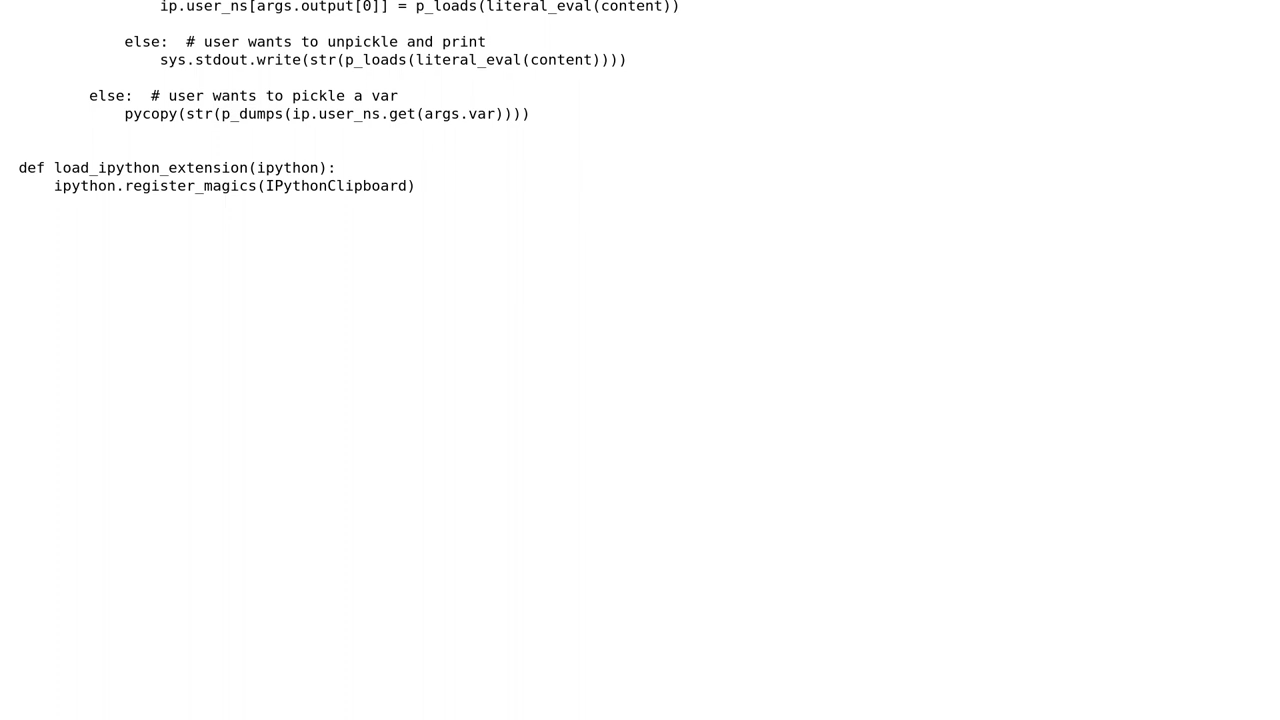 ip.user_ns[args.output[0]] = p_loads(literal_eval(content))

            else:  # user wants to unpickle and print
                sys.stdout.write(str(p_loads(literal_eval(content))))

        else:  # user wants to pickle a var
            pycopy(str(p_dumps(ip.user_ns.get(args.var))))


def load_ipython_extension(ipython):
    ipython.register_magics(IPythonClipboard)